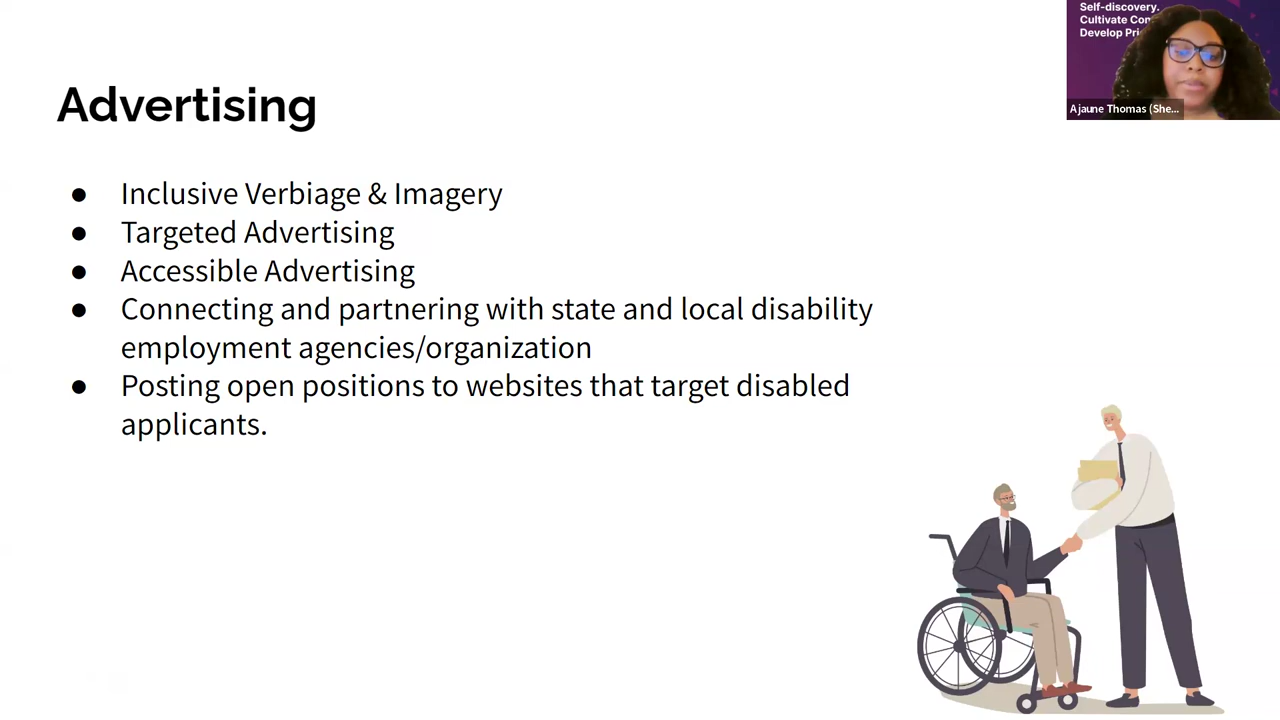 Self-discovery.
Cultivate
Develop
Ajaune Thomas (She...
Advertising
● Inclusive Verbiage & Imagery
● Targeted Advertising
● Accessible Advertising
● Connecting and partnering with state and local disability
employment agencies/organization
● Posting open positions to websites that target disabled
applicants.